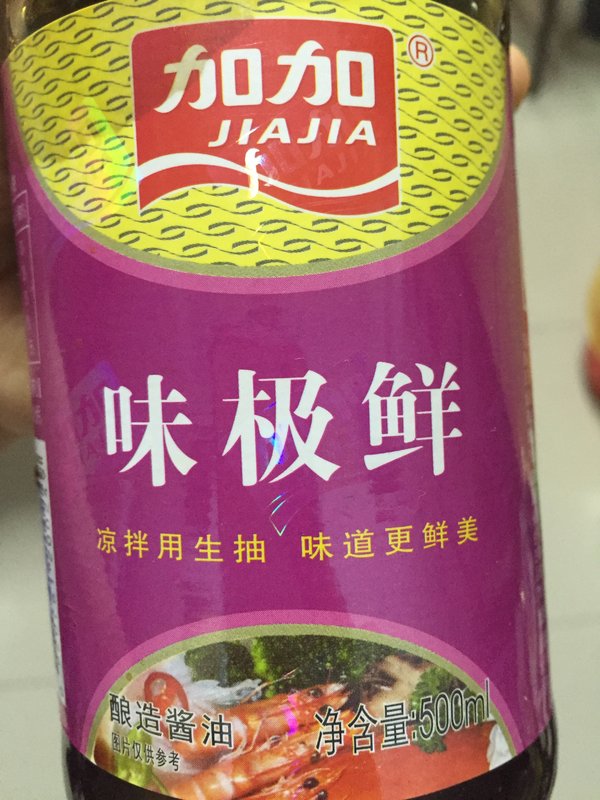 加加
®
JIAJIA
味极鲜
凉拌用生抽 味道更鲜美
酿造酱油 净含量:500ml
图片仅供参考